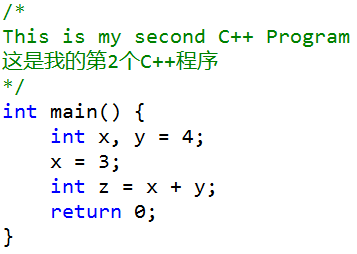 /*
This is my second C++ Program
这是我的第2个C++程序
*/
int main() {
    int x, y = 4;
    x = 3;
    int z = x + y;
    return 0;
}